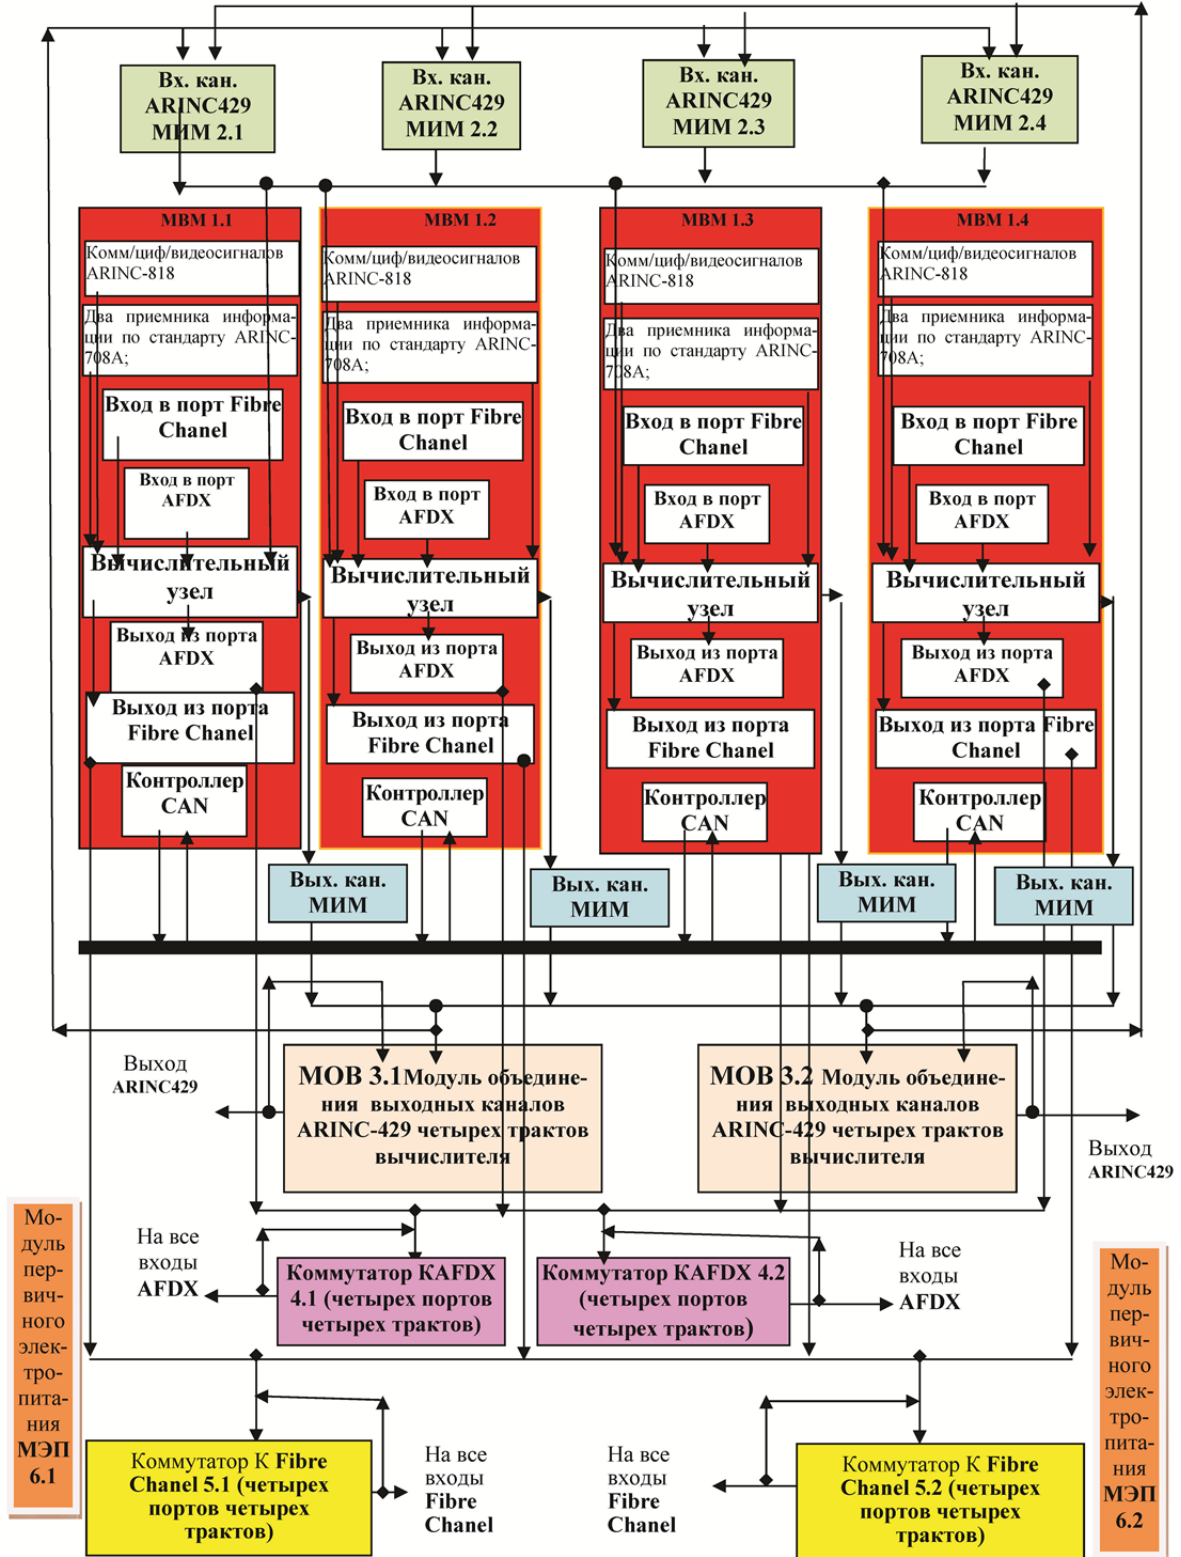 Вх. кан.
ARINC429
МИМ 2.1
Вх. кан.
ARINC429
МИМ 2.2
Вх. кан.
ARINC429
МИМ 2.3
Вх. кан.
ARINC429
МИМ 2.4
МВМ 1.1
Комм/циф/видеосигналов
ARINC-818
Два приемника информа-
ции по стандарту ARINC-
708A;
Вход в порт Fibre
Chanel
Вход в порт
AFDX
Вычислительный
узел
Выход из порта
AFDX
Выход из порта
Fibre Chanel
Контроллер
CAN
МВМ 1.2
Комм/циф/видеосигналов
ARINC-818
Два приемника информа-
ции по стандарту ARINC-
708A;
Вход в порт Fibre
Chanel
Вход в порт
AFDX
Вычислительный
узел
Выход из порта
AFDX
Выход из порта
Fibre Chanel
Контроллер
CAN
МВМ 1.3
Комм/циф/видеосигналов
ARINC-818
Два приемника информа-
ции по стандарту ARINC-
708A;
Вход в порт Fibre
Chanel
Вход в порт
AFDX
Вычислительный
узел
Выход из порта
AFDX
Выход из порта
Fibre Chanel
Контроллер
CAN
МВМ 1.4
Комм/циф/видеосигналов
ARINC-818
Два приемника информа-
ции по стандарту ARINC-
708A;
Вход в порт Fibre
Chanel
Вход в порт
AFDX
Вычислительный
узел
Выход из порта
AFDX
Выход из порта Fibre
Chanel
Контроллер
CAN
Вых. кан.
МИМ
Вых. кан.
МИМ
Вых. кан.
МИМ
Вых. кан.
МИМ
Выход
ARINC429
МОВ 3.1 Модуль объедине-
ния выходных каналов
ARINC-429 четырех трактов
вычислителя
МОВ 3.2 Модуль объедине-
ния выходных каналов
ARINC-429 четырех трактов
вычислителя
Выход
ARINC429
Мо-
дуль
пер-
вич-
ного
элек-
тро-
пита-
ния
МЭП
6.1
На все
входы
AFDX
Коммутатор KAFDX
4.1 (четырех портов
четырех трактов)
Коммутатор KAFDX 4.2
(четырех портов
четырех трактов)
На все
входы
AFDX
Мо-
дуль
пер-
вич-
ного
элек-
тро-
пита-
ния
МЭП
6.2
Коммутатор К Fibre
Chanel 5.1 (четырех
портов четырех
трактов)
На все
входы
Fibre
Chanel
На все
входы
Fibre
Chanel
Коммутатор К Fibre
Chanel 5.2 (четырех
портов четырех
трактов)